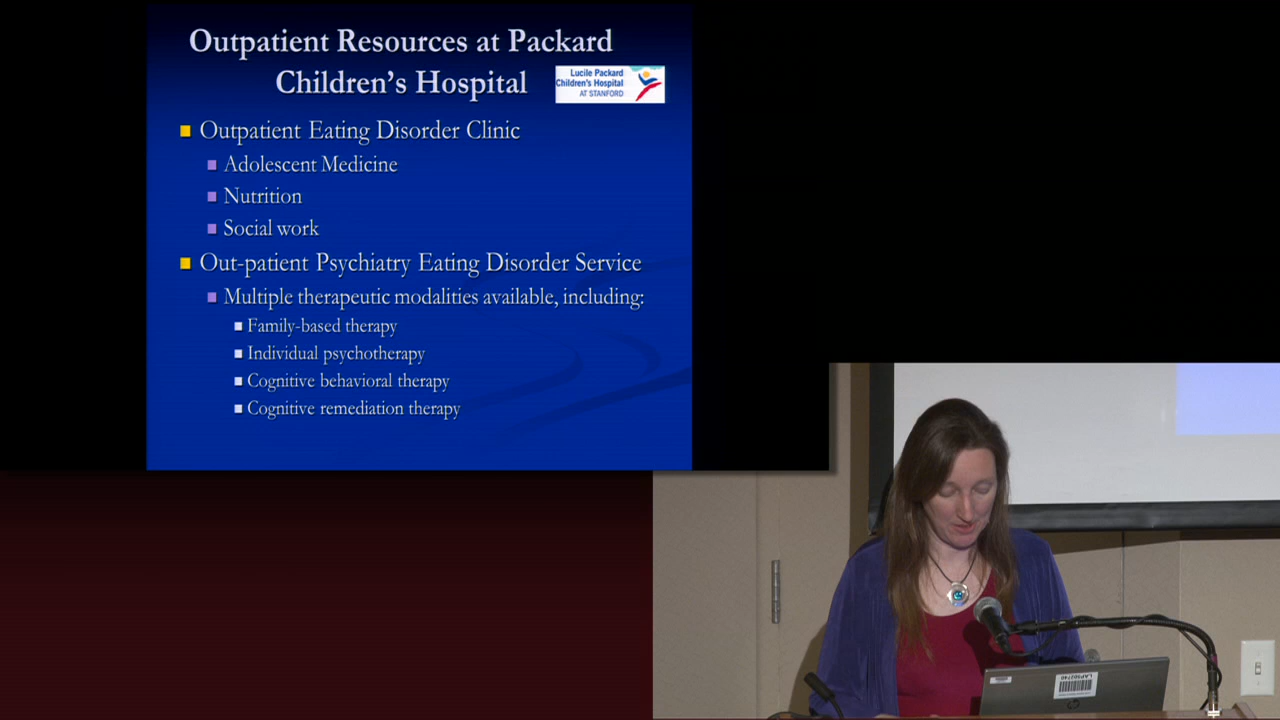 Outpatient Resources at Packard
Children's Hospital
Lucile Packard
Children's Hospital
AT STANFORD
Outpatient Eating Disorder Clinic
Adolescent Medicine
Nutrition
Social work
Out-patient Psychiatry Eating Disorder Service
Multiple therapeutic modalities available, including:
Family-based therapy
Individual psychotherapy
Cognitive behavioral therapy
Cognitive remediation therapy
hp